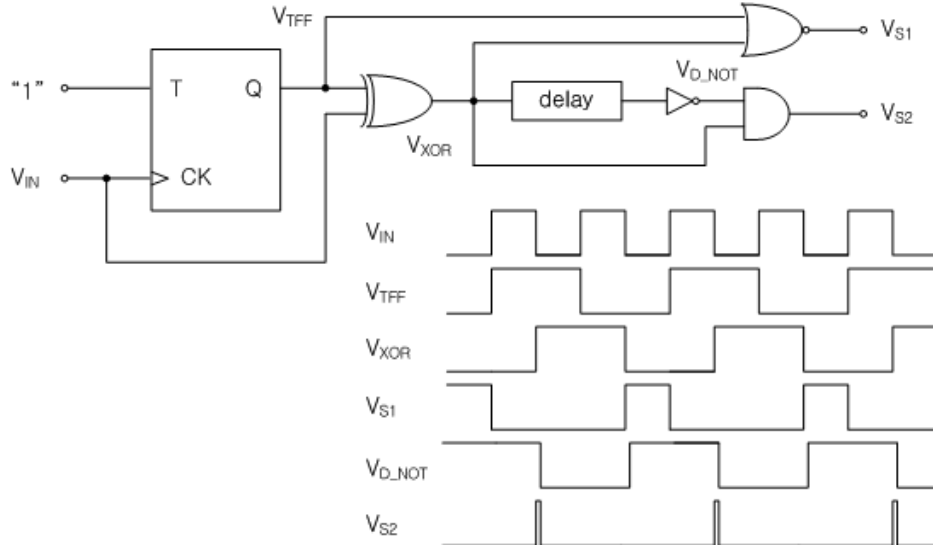 V_TFF
V_S1
"1"
T
Q
V_D_NOT
delay
V_S2
V_XOR
V_IN
CK
V_IN
V_TFF
V_XOR
V_S1
V_D_NOT
V_S2